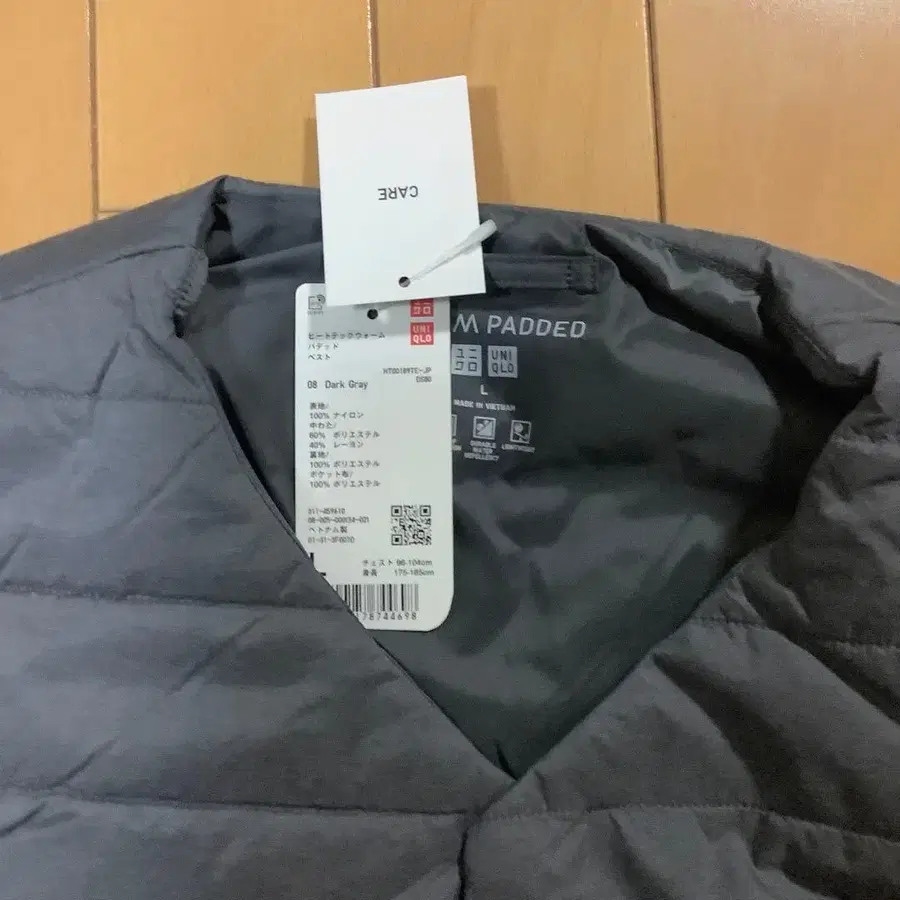 CARE
ユニ
クロ
UNI
QLO
ヒートテックウォーム
パデッド
ベスト
08 Dark Gray
表地/
100% ナイロン
中わた/
60% ポリエステル
40% レーヨン
裏地/
100% ポリエステル
ポケット布/
100% ポリエステル
ベトナム製
チェスト 96-104cm
身長 175-185cm
78744698
M PADDED
ユニ
クロ
UNI
QLO
L
MADE IN VIETNAM
DURABLE
WATER
REPELLENCY
LIGHTWEIGHT